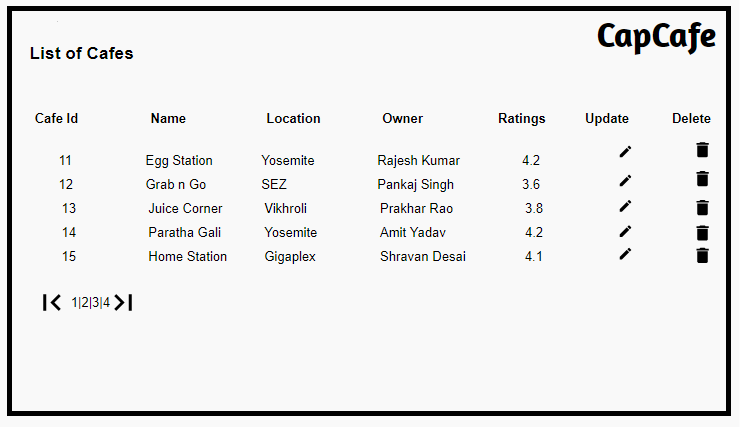 CapCafe
List of Cafes
Cafe Id Name Location Owner Ratings Update Delete
11 Egg Station Yosemite Rajesh Kumar 4.2
12 Grab n Go SEZ Pankaj Singh 3.6
13 Juice Corner Vikhroli Prakhar Rao 3.8
14 Paratha Gali Yosemite Amit Yadav 4.2
15 Home Station Gigaplex Shravan Desai 4.1
1|2|3|4